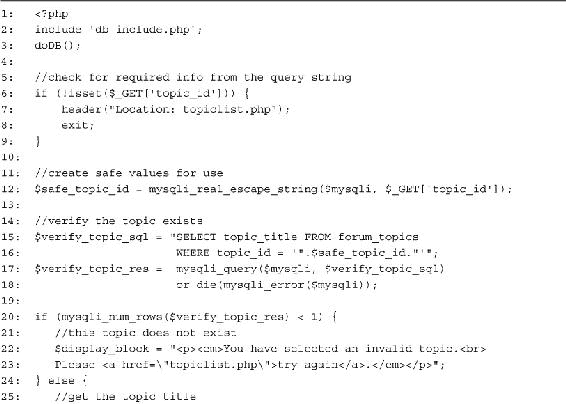 1: <?php
2: include 'db_include.php';
3: doDB();
4:
5: //check for required info from the query string
6: if (!isset($_GET['topic_id'])) {
7: header("Location: topiclist.php");
8: exit;
9: }
10:
11: //create safe values for use
12: $safe_topic_id = mysqli_real_escape_string($mysqli, $_GET['topic_id']);
13:
14: //verify the topic exists
15: $verify_topic_sql = "SELECT topic_title FROM forum_topics
16: WHERE topic_id = '".$safe_topic_id."'";
17: $verify_topic_res = mysqli_query($mysqli, $verify_topic_sql)
18: or die(mysqli_error($mysqli));
19:
20: if (mysqli_num_rows($verify_topic_res) < 1) {
21: //this topic does not exist
22: $display_block = "<p><em>You have selected an invalid topic.<br>
23: Please <a href=\"topiclist.php\">try again</a>.</em></p>";
24: } else {
25: //get the topic title